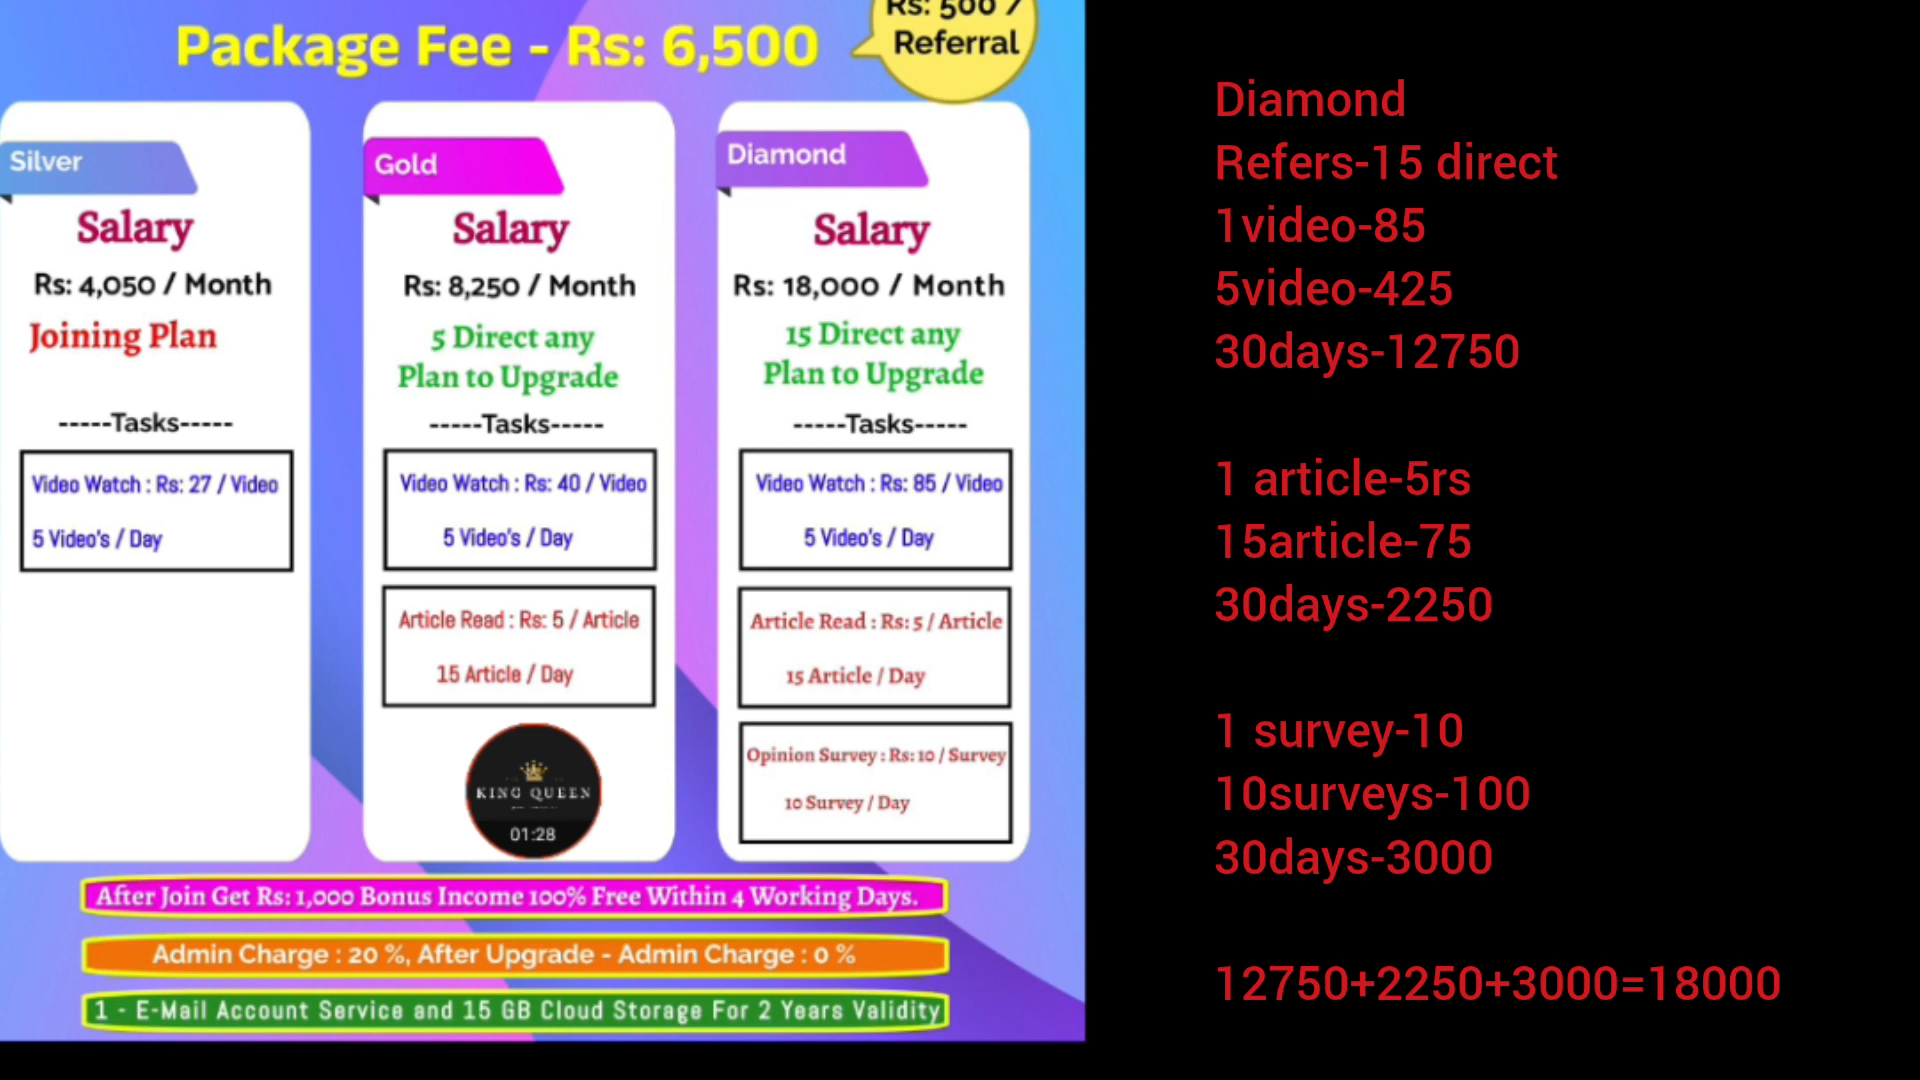 Package Fee - Rs: 6,500
Rs: 500 /
Referral
Silver
Salary
Rs: 4,050 / Month
Joining Plan
-----Tasks-----
Video Watch : Rs: 27 / Video
5 Video's / Day
Gold
Salary
Rs: 8,250 / Month
5 Direct any
Plan to Upgrade
-----Tasks-----
Video Watch : Rs: 40 / Video
5 Video's / Day
Article Read : Rs: 5 / Article
15 Article / Day
KING QUEEN
01:28
Diamond
Salary
Rs: 18,000 / Month
15 Direct any
Plan to Upgrade
-----Tasks-----
Video Watch : Rs: 85 / Video
5 Video's / Day
Article Read : Rs: 5 / Article
15 Article / Day
Opinion Survey : Rs: 10 / Survey
10 Survey / Day
After Join Get Rs: 1,000 Bonus Income 100% Free Within 4 Working Days.
Admin Charge : 20 %, After Upgrade - Admin Charge : 0 %
1 - E-Mail Account Service and 15 GB Cloud Storage For 2 Years Validity
Diamond
Refers-15 direct
1video-85
5video-425
30days-12750
1 article-5rs
15article-75
30days-2250
1 survey-10
10surveys-100
30days-3000
12750+2250+3000=18000